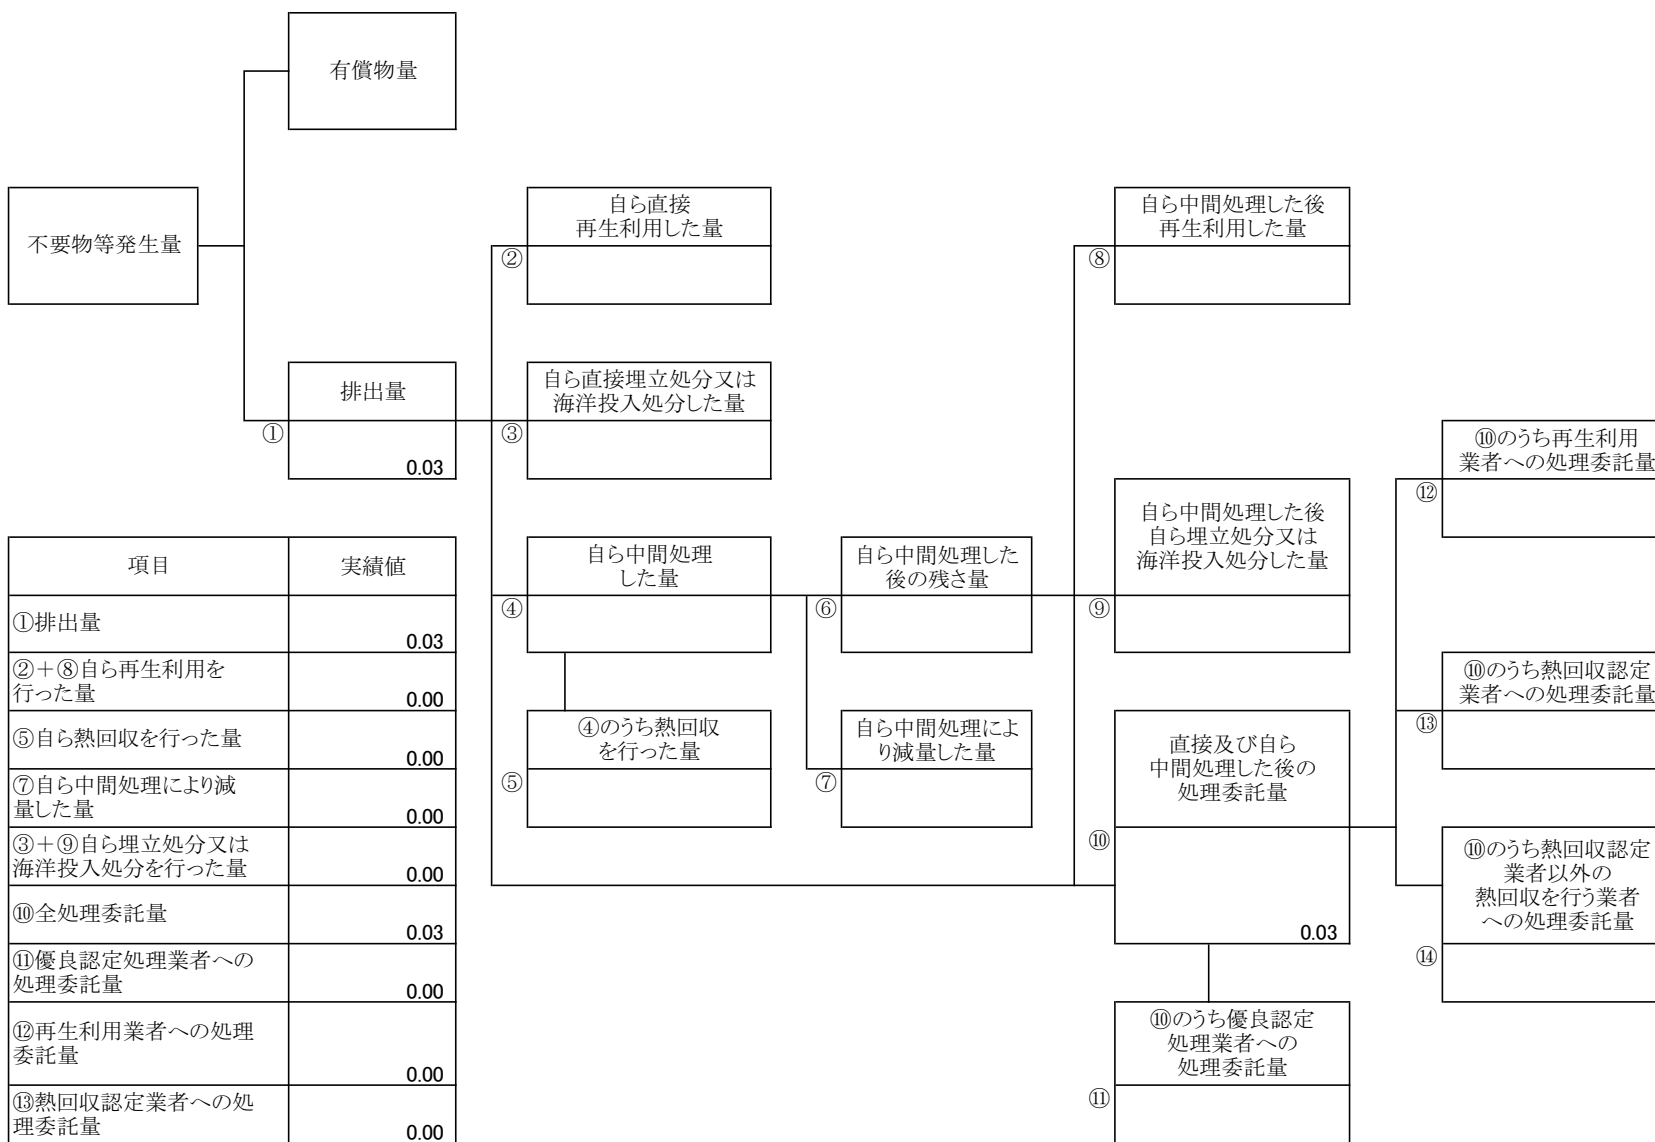 有償物量
不要物等発生量
自ら直接
再生利用した量
②
自ら中間処理した後
再生利用した量
⑧
排出量
①
0.03
自ら直接埋立処分又は
海洋投入処分した量
③
⑩のうち再生利用
業者への処理委託量
⑫
自ら中間処理した後
自ら埋立処分又は
海洋投入処分した量
⑨
自ら中間処理
した量
④
自ら中間処理した
後の残さ量
⑥
④のうち熱回収
を行った量
⑤
自ら中間処理によ
り減量した量
⑦
直接及び自ら
中間処理した後の
処理委託量
⑩
0.03
⑩のうち熱回収認定
業者への処理委託量
⑬
⑩のうち熱回収認定
業者以外の
熱回収を行う業者
への処理委託量
⑭
⑩のうち優良認定
処理業者への
処理委託量
⑪
項目 実績値
①排出量
0.03
②+⑧自ら再生利用を
行った量
0.00
⑤自ら熱回収を行った量
0.00
⑦自ら中間処理により減
量した量
0.00
③+⑨自ら埋立処分又は
海洋投入処分を行った量
0.00
⑩全処理委託量
0.03
⑪優良認定処理業者への
処理委託量
0.00
⑫再生利用業者への処理
委託量
0.00
⑬熱回収認定業者への処
理委託量
0.00